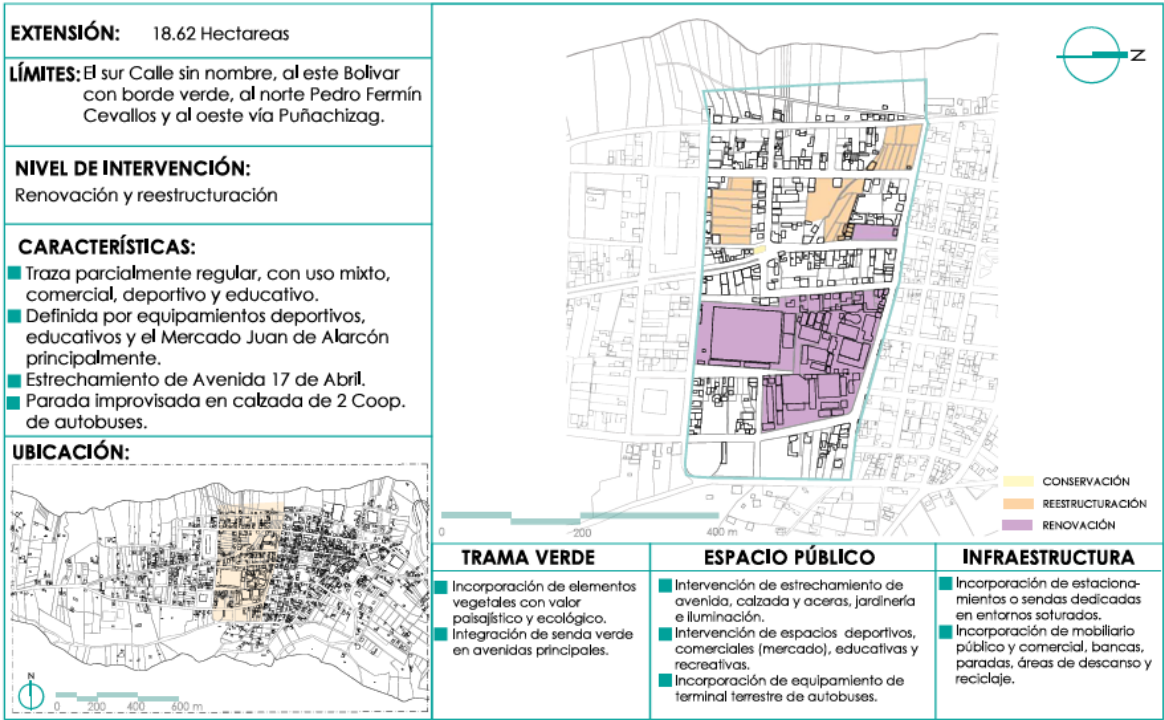 EXTENSIÓN: 18.62 Hectareas
LÍMITES: El sur Calle sin nombre, al este Bolivar
con borde verde, al norte Pedro Fermín
Cevallos y al oeste vía Puñachizag.
NIVEL DE INTERVENCIÓN:
Renovación y reestructuración
CARACTERÍSTICAS:
Traza parcialmente regular, con uso mixto,
comercial, deportivo y educativo.
Definida por equipamientos deportivos,
educativos y el Mercado Juan de Alarcón
principalmente.
Estrechamiento de Avenida 17 de Abril.
Parada improvisada en calzada de 2 Coop.
de autobuses.
UBICACIÓN:
N
0 200 400 600 m
N
CONSERVACIÓN
REESTRUCTURACIÓN
RENOVACIÓN
0 200 400 m
TRAMA VERDE
Incorporación de elementos
vegetales con valor
paisajístico y ecológico.
Integración de senda verde
en avenidas principales.
ESPACIO PÚBLICO
Intervención de estrechamiento de
avenida, calzada y aceras, jardinería
e iluminación.
Intervención de espacios deportivos,
comerciales (mercado), educativas y
recreativas.
Incorporación de equipamiento de
terminal terrestre de autobuses.
INFRAESTRUCTURA
Incorporación de estaciona-
mientos o sendas dedicadas
en entornos soturados.
Incorporación de mobiliario
público y comercial, bancas,
paradas, áreas de descanso y
reciclaje.